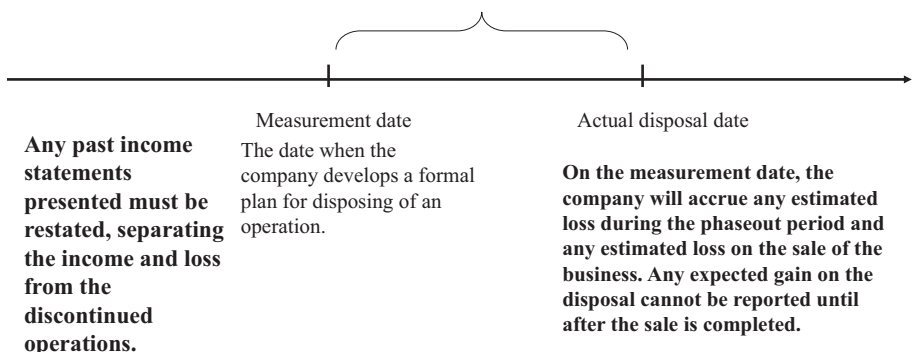 Any past income
statements
presented must be
restated, separating
the income and loss
from the
discontinued
operations.
Measurement date
The date when the
company develops a formal
plan for disposing of an
operation.
Actual disposal date
On the measurement date, the
company will accrue any estimated
loss during the phaseout period and
any estimated loss on the sale of the
business. Any expected gain on the
disposal cannot be reported until
after the sale is completed.